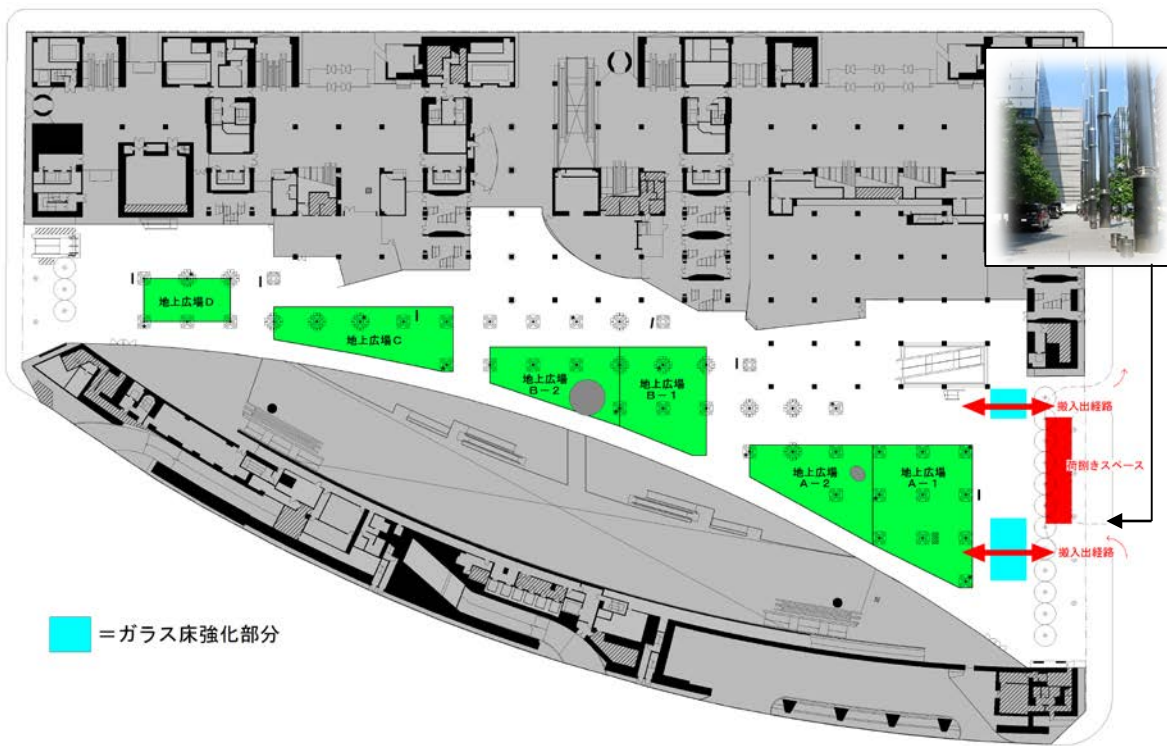 地上広場D
地上広場C
地上広場
B－2
地上広場
B－1
搬入出経路
荷捌きスペース
地上広場
A－2
地上広場
A－1
搬入出経路
＝ガラス床強化部分